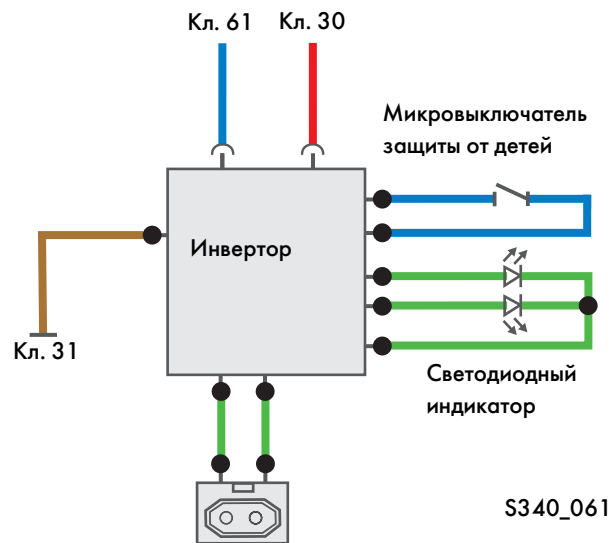 Кл. 61
Кл. 30
Микровыключатель
защиты от детей
Инвертор
Кл. 31
Светодиодный
индикатор
S340_061